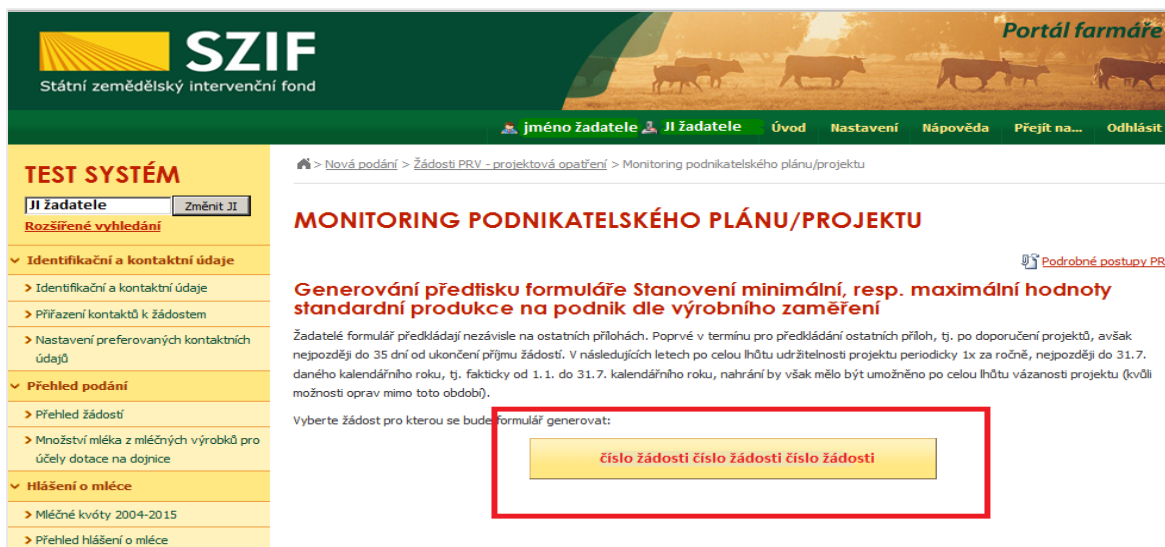 SZIF
Státní zemědělský intervenční fond
Portál farmáře
jméno žadatele JI žadatele Úvod Nastavení Nápověda Přejít na... Odhlásit
TEST SYSTÉM
JI žadatele Změnit JI
Rozšířené vyhledání
Identifikační a kontaktní údaje
Identifikační a kontaktní údaje
Přiřazení kontaktů k žádostem
Nastavení preferovaných kontaktních
údajů
Přehled podání
Přehled žádostí
Množství mléka z mléčných výrobků pro
účely dotace na dojnice
Hlášení o mléce
Mléčné kvóty 2004-2015
Přehled hlášení o mléce
> Nová podání > Žádosti PRV - projektová opatření > Monitoring podnikatelského plánu/projektu
MONITORING PODNIKATELSKÉHO PLÁNU/PROJEKTU
Podrobné postupy PR
Generování předtisku formuláře Stanovení minimální, resp. maximální hodnoty
standardní produkce na podnik dle výrobního zaměření
Žadatelé formulář předkládají nezávisle na ostatních přílohách. Poprvé v termínu pro předkládání ostatních příloh, tj. po doporučení projektů, avšak
nejpozději do 35 dní od ukončení příjmu žádostí. V následujících letech po celou lhůtu udržitelnosti projektu periodicky 1x za ročně, nejpozději do 31.7.
daného kalendářního roku, tj. fakticky od 1.1. do 31.7. kalendářního roku, nahrání by však mělo být umožněno po celou lhůtu vázanosti projektu (kvůli
možnosti oprav mimo toto období).
Vyberte žádost pro kterou se bude formulář generovat:
číslo žádosti číslo žádosti číslo žádosti